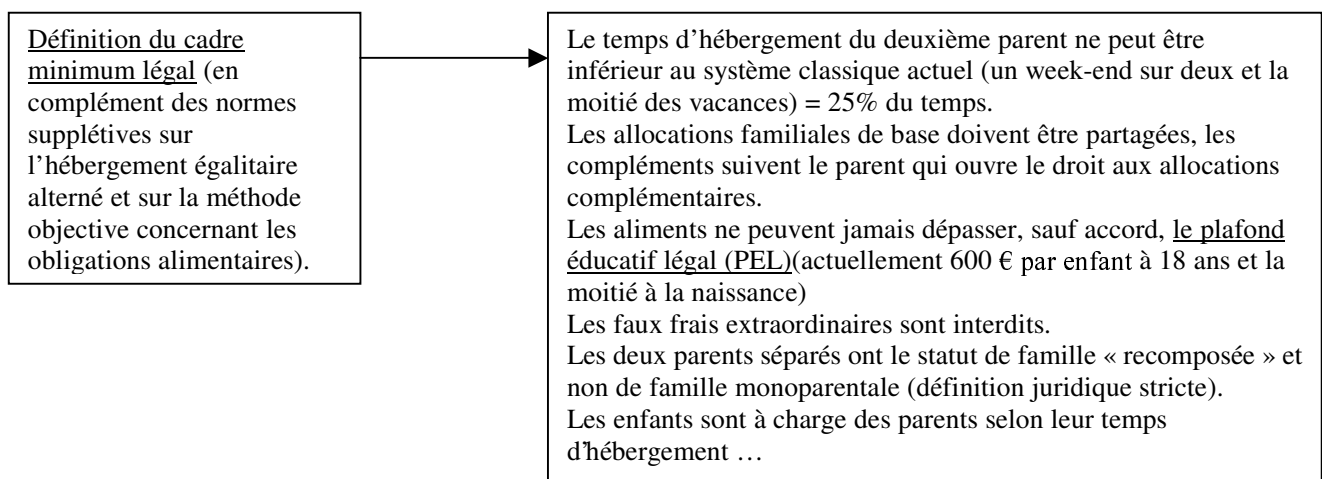 Définition du cadre
minimum légal (en
complément des normes
supplétives sur
l’hébergement égalitaire
alterné et sur la méthode
objective concernant les
obligations alimentaires).
Le temps d’hébergement du deuxième parent ne peut être
inférieur au système classique actuel (un week-end sur deux et la
moitié des vacances) = 25% du temps.
Les allocations familiales de base doivent être partagées, les
compléments suivent le parent qui ouvre le droit aux allocations
complémentaires.
Les aliments ne peuvent jamais dépasser, sauf accord, le plafond
éducatif légal (PEL)(actuellement 600 € par enfant à 18 ans et la
moitié à la naissance)
Les faux frais extraordinaires sont interdits.
Les deux parents séparés ont le statut de famille « recomposée » et
non de famille monoparentale (définition juridique stricte).
Les enfants sont à charge des parents selon leur temps
d’hébergement …